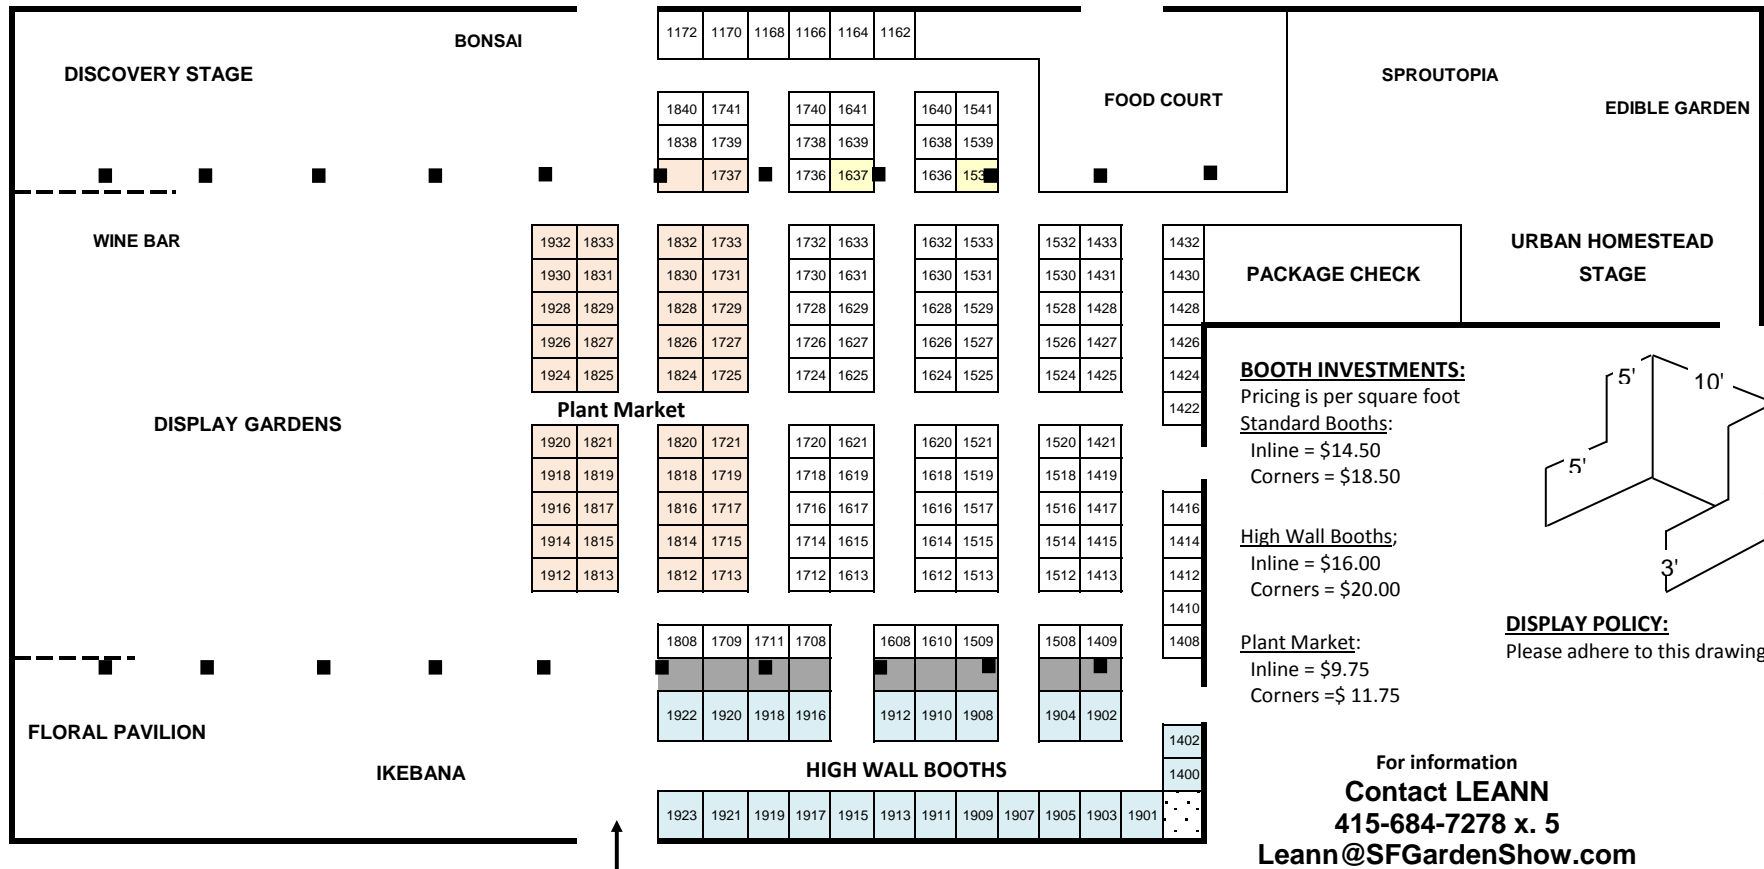 1172 1170 1168 1166 1164 1162
BONSAI
DISCOVERY STAGE
SPROUTOPIA
FOOD COURT
EDIBLE GARDEN
1840 1741 1740 1641 1640 1541
1838 1739 1738 1639 1638 1539
1737 1736 1637 1636
WINE BAR
1932 1833 1832 1733 1732 1633 1632 1533 1532 1433 1432
URBAN HOMESTEAD
STAGE
1930 1831 1830 1731 1730 1631 1630 1531 1530 1431 1430
PACKAGE CHECK
1928 1829 1828 1729 1728 1629 1628 1529 1528 1428 1428
1926 1827 1826 1727 1726 1627 1626 1527 1526 1427 1426
1924 1825 1824 1725 1724 1625 1624 1525 1524 1425 1424
1422
Plant Market
DISPLAY GARDENS
1920 1821 1820 1721 1720 1621 1620 1521 1520 1421
1918 1819 1818 1719 1718 1619 1618 1519 1518 1419
1916 1817 1816 1717 1716 1617 1616 1517 1516 1417 1416
1914 1815 1814 1715 1714 1615 1614 1515 1514 1415 1414
1912 1813 1812 1713 1712 1613 1612 1513 1512 1413 1412
1410
1808 1709 1711 1708 1608 1610 1509 1508 1409 1408
1922 1920 1918 1916 1912 1910 1908 1904 1902
FLORAL PAVILION
IKEBANA
HIGH WALL BOOTHS
1402
1400
1923 1921 1919 1917 1915 1913 1911 1909 1907 1905 1903 1901
BOOTH INVESTMENTS:
Pricing is per square foot
Standard Booths:
Inline = $14.50
Corners = $18.50
High Wall Booths;
Inline = $16.00
Corners = $20.00
Plant Market:
Inline = $9.75
Corners =$ 11.75
5' 10'
5'
3'
DISPLAY POLICY:
Please adhere to this drawing
For information
Contact LEANN
415-684-7278 x. 5
Leann@SFGardenShow.com